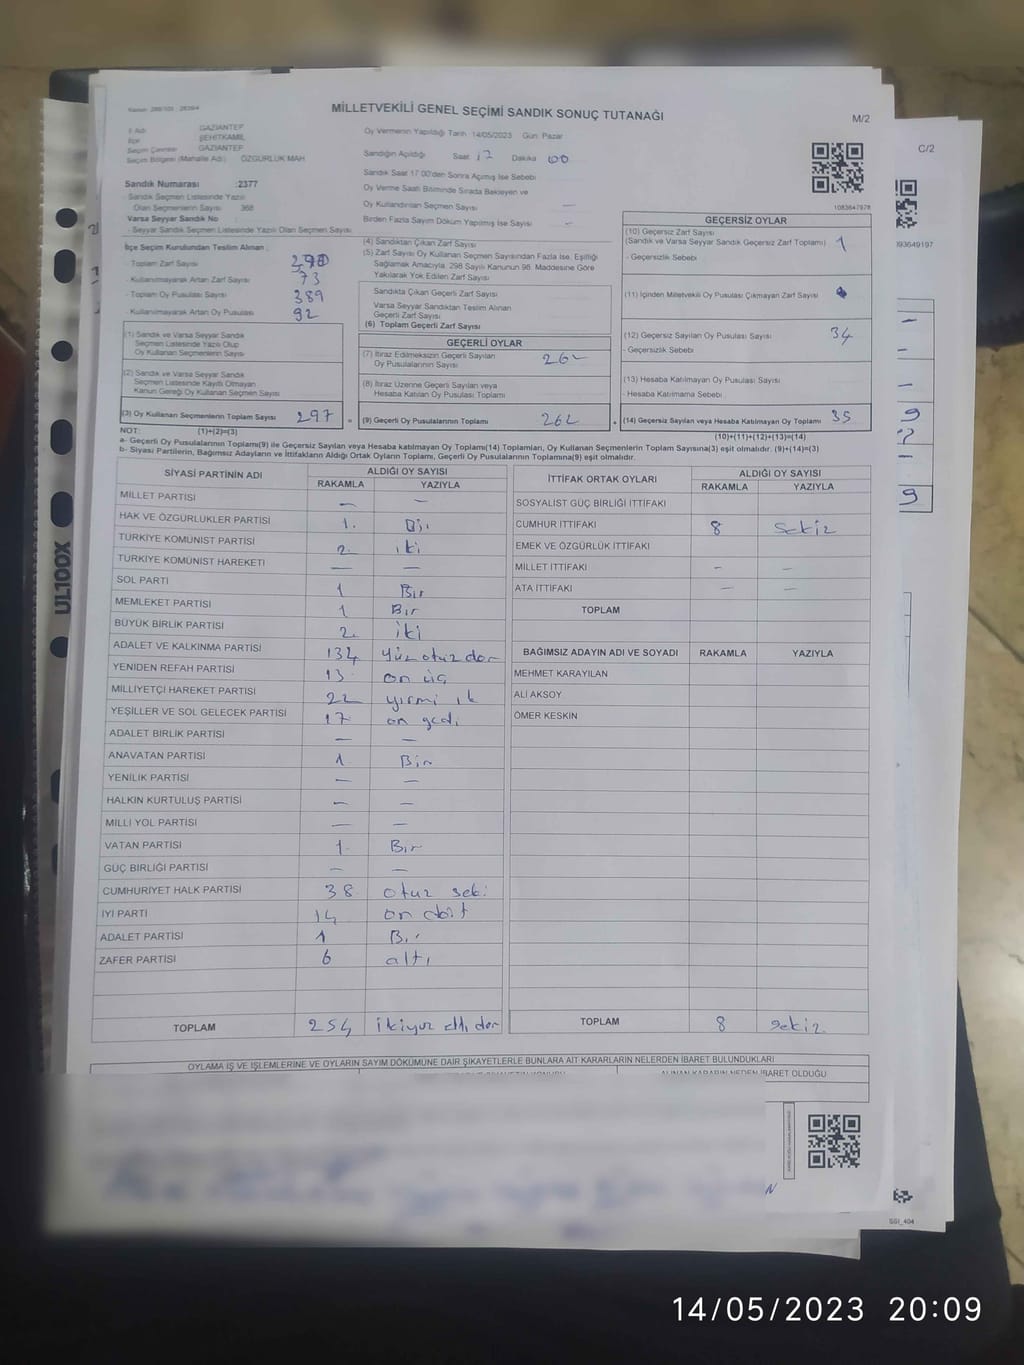 MİLLETVEKİLİ GENEL SEÇİMİ SANDIK SONUÇ TUTANAĞI
M/2
C/2
İl Adı GAZİANTEP
İlçe ŞEHİTKAMİL
Seçim Çevresi GAZİANTEP
Seçim Bölgesi (Mahalle Adı) ÖZGÜRLÜK MAH
Oy Vermenin Yapıldığı Tarih 14/05/2023 Gün Pazar
Sandığın Açıldığı Saat 17 Dakika 00
Sandık Saat 17.00'den Sonra Açılmış İse Sebebi
Oy Verme Saati Bitiminde Sırada Bekleyen ve
Oy Kullandırılan Seçmen Sayısı —
Birden Fazla Sayım Döküm Yapılmış İse Sayısı —
1083647978
Sandık Numarası :2377
Sandık Seçmen Listesinde Yazılı
Olan Seçmenlerin Sayısı 368
Varsa Seyyar Sandık No
- Seyyar Sandık Seçmen Listesinde Yazılı Olan Seçmen Sayısı
İlçe Seçim Kurulundan Teslim Alınan
- Toplam Zarf Sayısı
- Kullanılmayarak Artan Zarf Sayısı 73
- Toplam Oy Pusulası Sayısı 389
- Kullanılmayarak Artan Oy Pusulası 92
(1) Sandık ve Varsa Seyyar Sandık
Seçmen Listesinde Yazılı Olup
Oy Kullanan Seçmenlerin Sayısı
(2) Sandık ve Varsa Seyyar Sandık
Seçmen Listesinde Kayıtlı Olmayan
Kanun Gereği Oy Kullanan Seçmen Sayısı
(3) Oy Kullanan Seçmenlerin Toplam Sayısı 297 =
(4) Sandıktan Çıkan Zarf Sayısı
(5) Zarf Sayısı Oy Kullanan Seçmen Sayısından Fazla İse, Eşitliği
Sağlamak Amacıyla, 298 Sayılı Kanunun 98. Maddesine Göre
Yakılarak Yok Edilen Zarf Sayısı
Sandıkta Çıkan Geçerli Zarf Sayısı
Varsa Seyyar Sandıktan Teslim Alınan
Geçerli Zarf Sayısı
(6) Toplam Geçerli Zarf Sayısı
GEÇERLİ OYLAR
(7) İtiraz Edilmeksizin Geçerli Sayılan
Oy Pusulalarının Sayısı 262
(8) İtiraz Üzerine Geçerli Sayılan veya
Hesaba Katılan Oy Pusulası Toplamı
(9) Geçerli Oy Pusulalarının Toplamı 262
GEÇERSİZ OYLAR
(10) Geçersiz Zarf Sayısı
(Sandık ve Varsa Seyyar Sandık Geçersiz Zarf Toplamı) 1
- Geçersizlik Sebebi
(11) İçinden Milletvekili Oy Pusulası Çıkmayan Zarf Sayısı
(12) Geçersiz Sayılan Oy Pusulası Sayısı 34
- Geçersizlik Sebebi
(13) Hesaba Katılmayan Oy Pusulası Sayısı
- Hesaba Katılmama Sebebi
(14) Geçersiz Sayılan veya Hesaba Katılmayan Oy Toplamı 35
NOT: (1)+(2)=(3) (10)+(11)+(12)+(13)=(14)
a- Geçerli Oy Pusulalarının Toplamı(9) ile Geçersiz Sayılan veya Hesaba katılmayan Oy Toplamı(14) Toplamları, Oy Kullanan Seçmenlerin Toplam Sayısına(3) eşit olmalıdır. (9)+(14)=(3)
b- Siyasi Partilerin, Bağımsız Adayların ve İttifakların Aldığı Ortak Oyların Toplamı, Geçerli Oy Pusulalarının Toplamına(9) eşit olmalıdır.
SİYASİ PARTİNİN ADI ALDIĞI OY SAYISI
RAKAMLA YAZIYLA
MİLLET PARTİSİ — —
HAK VE ÖZGÜRLÜKLER PARTİSİ 1. Bir
TÜRKİYE KOMÜNİST PARTİSİ 2. iki
TÜRKİYE KOMÜNİST HAREKETİ — —
SOL PARTİ 1 Bir
MEMLEKET PARTİSİ 1 Bir
BÜYÜK BİRLİK PARTİSİ 2. iki
ADALET VE KALKINMA PARTİSİ 134 yüz otuz dör
YENİDEN REFAH PARTİSİ 13. on üç
MİLLİYETÇİ HAREKET PARTİSİ 22 yirmi ik
YEŞİLLER VE SOL GELECEK PARTİSİ 17 on yedi
ADALET BİRLİK PARTİSİ — —
ANAVATAN PARTİSİ 1 Bir
YENİLİK PARTİSİ — —
HALKIN KURTULUŞ PARTİSİ — —
MİLLİ YOL PARTİSİ — —
VATAN PARTİSİ 1. Bir
GÜÇ BİRLİĞİ PARTİSİ — —
CUMHURİYET HALK PARTİSİ 38 otuz seki
İYİ PARTİ 14 on dört
ADALET PARTİSİ 1 Bir
ZAFER PARTİSİ 6 altı
TOPLAM 254 ikiyüz elli dör
İTTİFAK ORTAK OYLARI ALDIĞI OY SAYISI
RAKAMLA YAZIYLA
SOSYALİST GÜÇ BİRLİĞİ İTTİFAKI
CUMHUR İTTİFAKI 8 Sekiz
EMEK VE ÖZGÜRLÜK İTTİFAKI
MİLLET İTTİFAKI – –
ATA İTTİFAKI – –
TOPLAM
BAĞIMSIZ ADAYIN ADI VE SOYADI RAKAMLA YAZIYLA
MEHMET KARAYILAN
ALİ AKSOY
ÖMER KESKİN
TOPLAM 8 Sekiz
OYLAMA İŞ VE İŞLEMLERİNE VE OYLARIN SAYIM DÖKÜMÜNE DAİR ŞİKAYETLERLE BUNLARA AİT KARARLARIN NELERDEN İBARET BULUNDUKLARI
ALINAN KARARIN NEDEN İBARET OLDUĞU
UL100X
14/05/2023 20:09